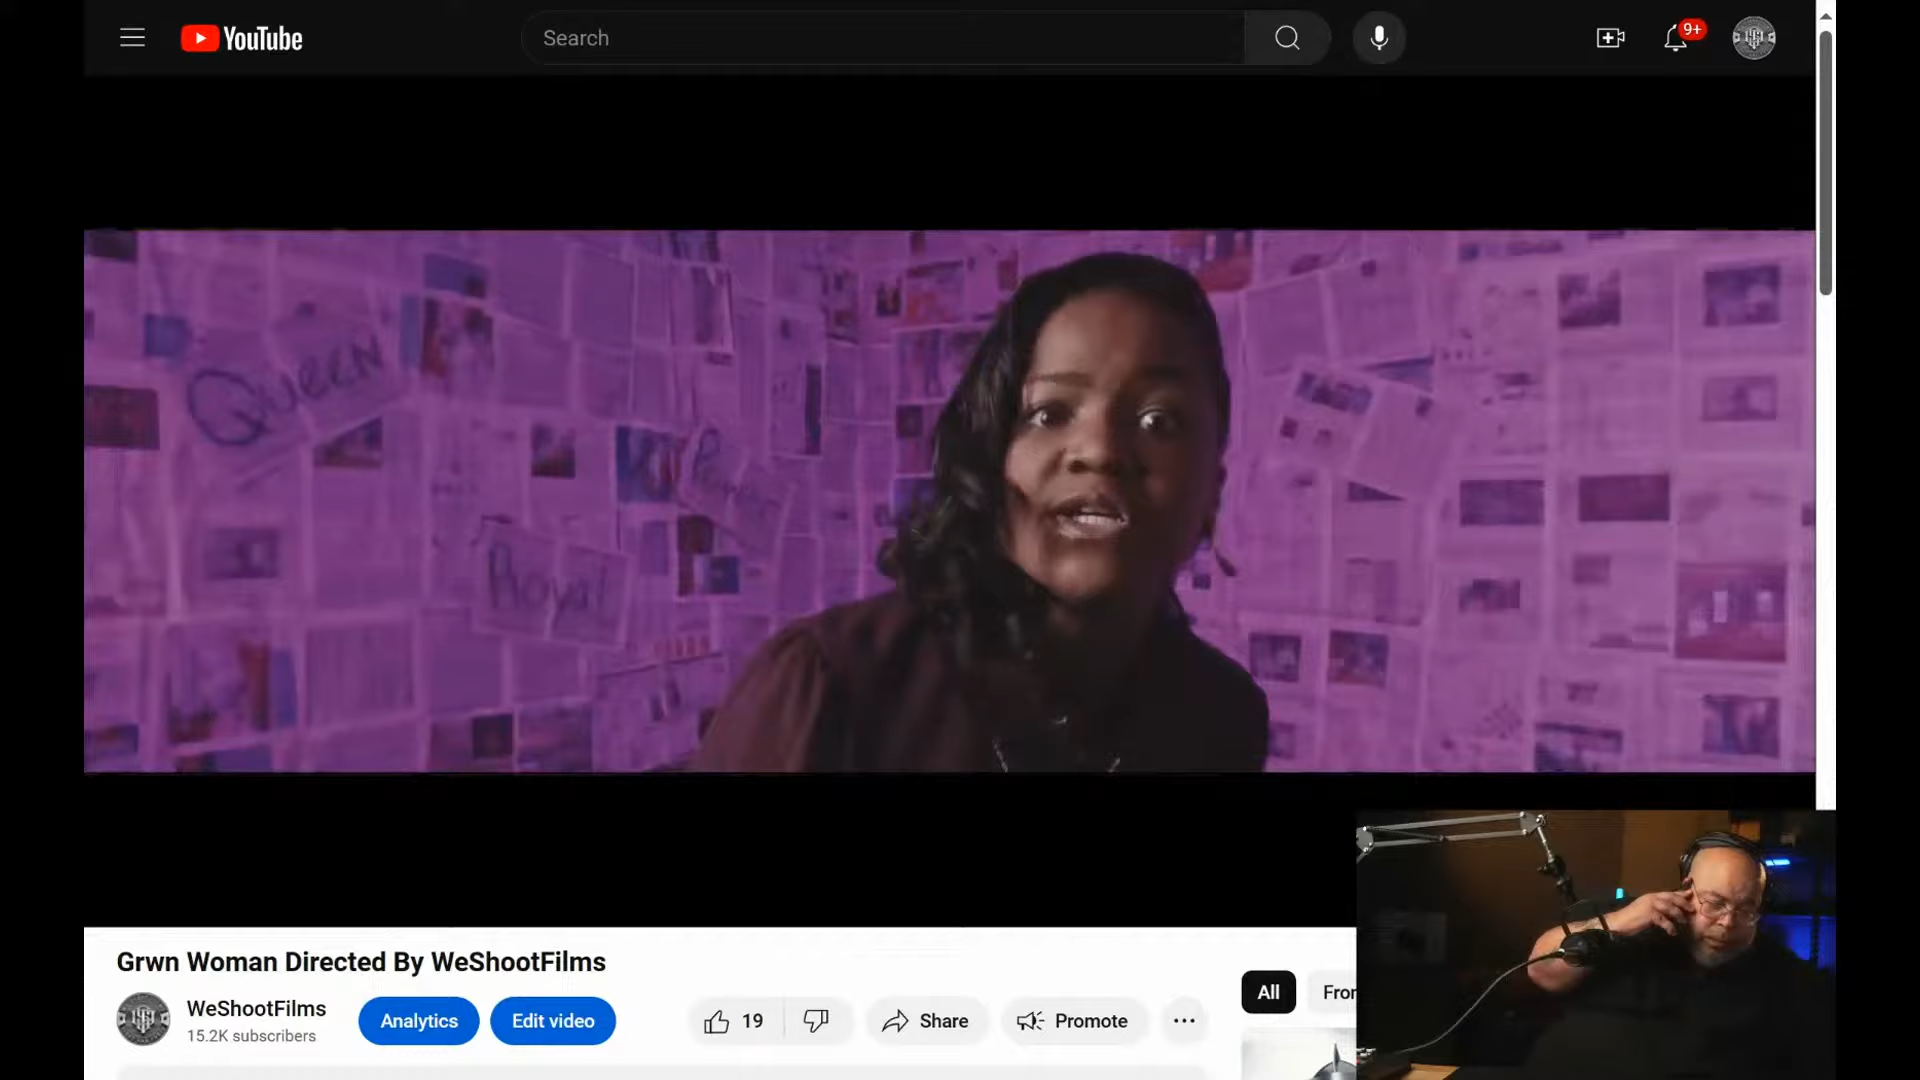 YouTube
Search
9+
QUEEN
Royal
Grwn Woman Directed By WeShootFilms
WeShootFilms
15.2K subscribers
Analytics
Edit video
19
Share
Promote
All